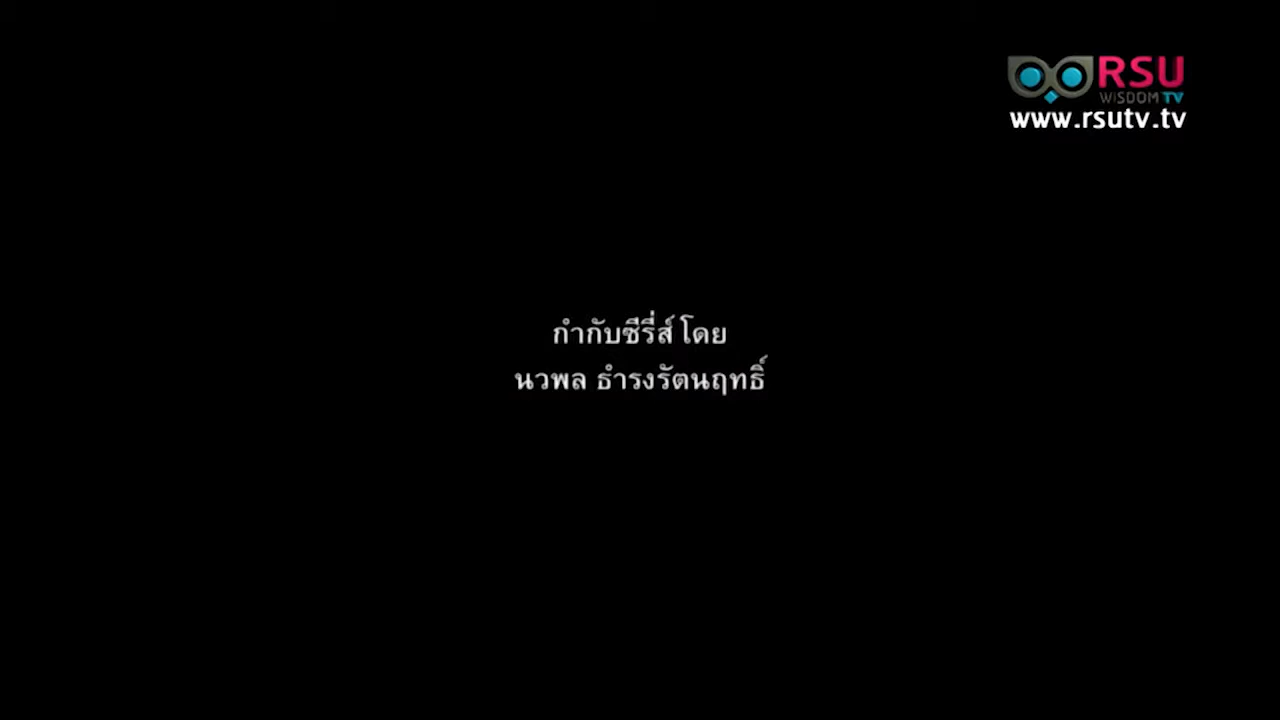 RSU
WISDOM TV
www.rsutv.tv
กำกับซีรี่ส์ โดย
นวพล ธำรงรัตนฤทธิ์